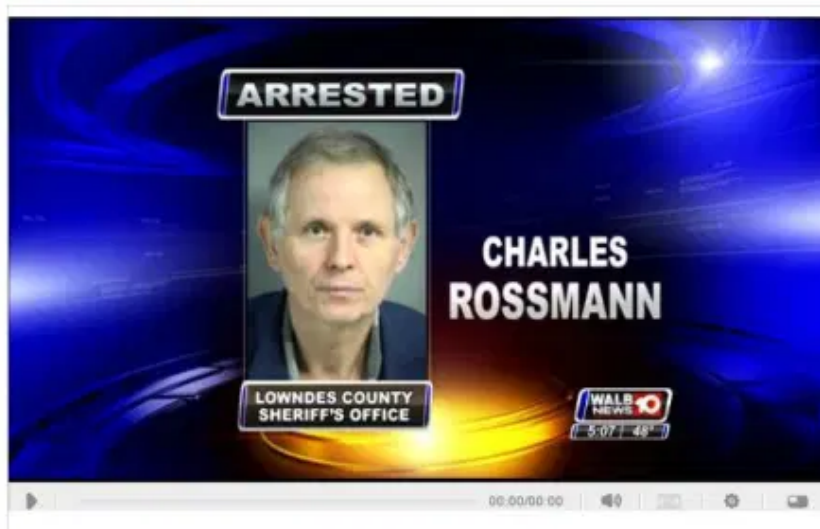 ARRESTED
CHARLES
ROSSMANN
LOWNDES COUNTY
SHERIFF'S OFFICE
WALB
NEWS 10
5:07 48°
00:00/00:00